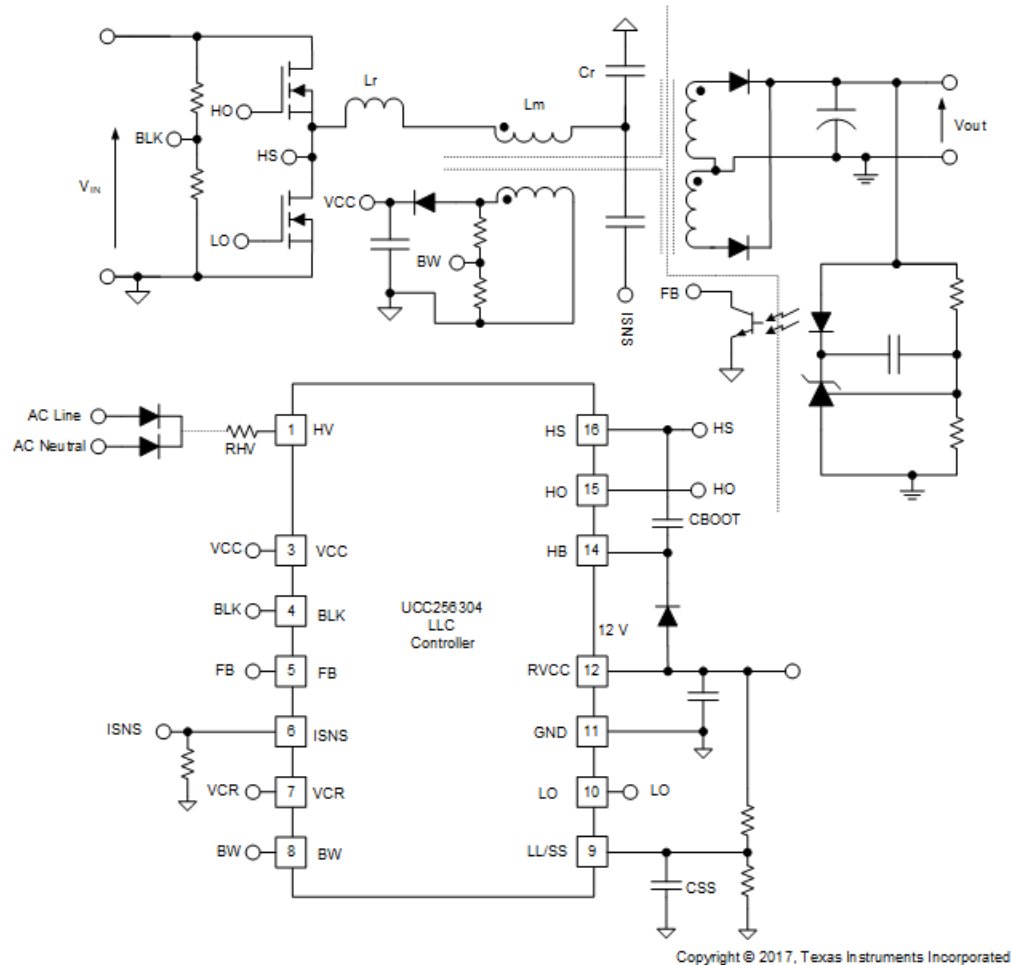 Lr
Cr
Lm
HO
BLK
HS
Vout
VIN
VCC
LO
BW
FB
ISNS
AC Line
AC Neutral
RHV
1
HV
HS
16
HS
HO
15
HO
CBOOT
VCC
3
VCC
HB
14
BLK
4
BLK
UCC256304
LLC
Controller
12 V
FB
5
FB
RVCC
12
ISNS
6
ISNS
GND
11
VCR
7
VCR
LO
10
LO
BW
8
BW
LL/SS
9
CSS
Copyright © 2017, Texas Instruments Incorporated